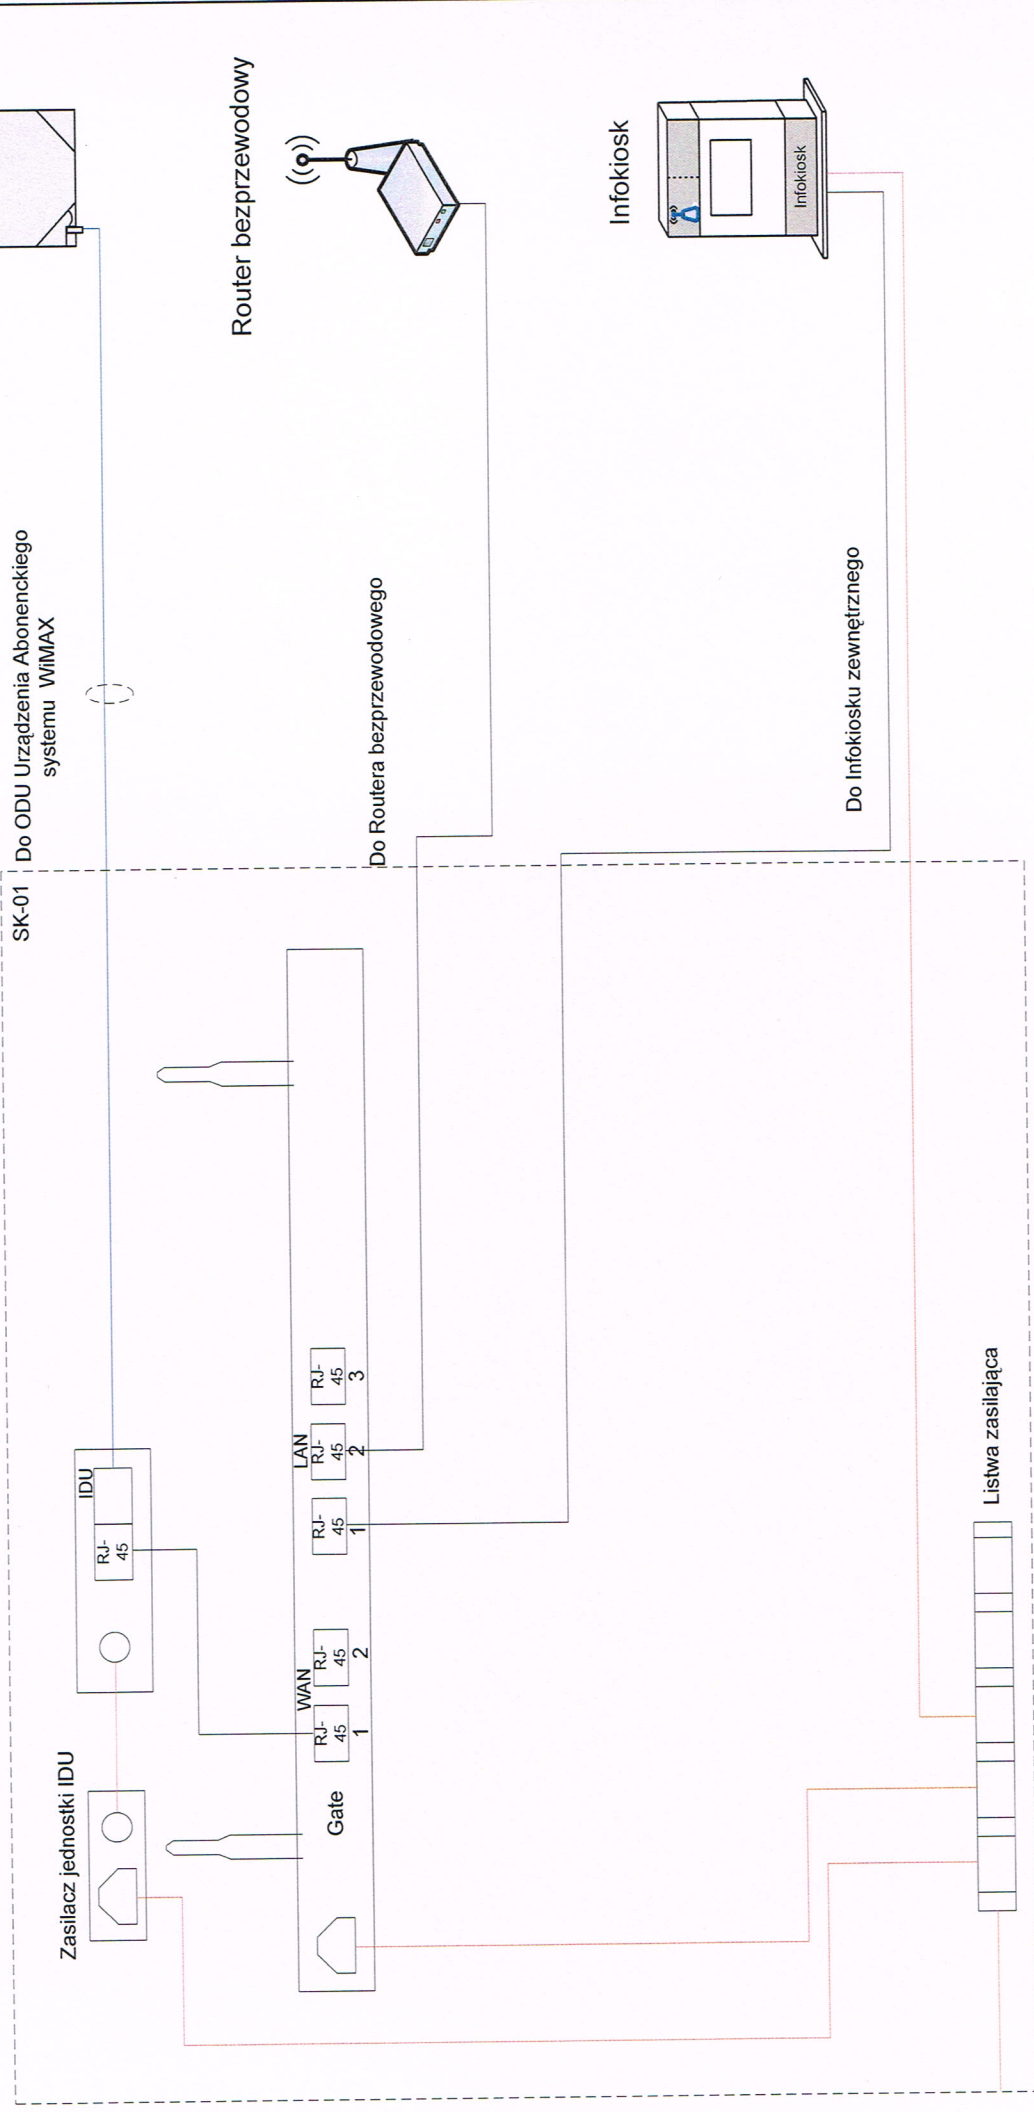 SK-01
Do ODU Urządzenia Abonenckiego
systemu WiMAX
Router bezprzewodowy
Zasilacz jednostki IDU
IDU
RJ-
45
Gate
WAN
RJ-
45
1
RJ-
45
2
LAN
RJ-
45
1
RJ-
45
2
RJ-
45
3
Do Routera bezprzewodowego
Infokiosk
Infokiosk
Do Infokiosku zewnętrznego
Listwa zasilająca